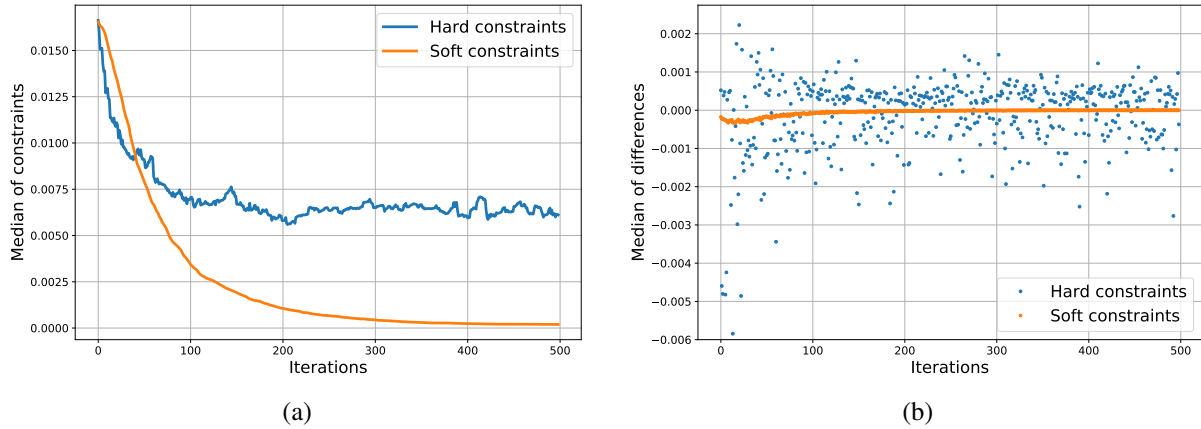 Median of constraints
0.0150
0.0125
0.0100
0.0075
0.0050
0.0025
0.0000
0
100
200
300
400
500
Iterations
Hard constraints
Soft constraints
(a)
Median of differences
0.002
0.001
0.000
−0.001
−0.002
−0.003
−0.004
−0.005
−0.006
0
100
200
300
400
500
Iterations
Hard constraints
Soft constraints
(b)